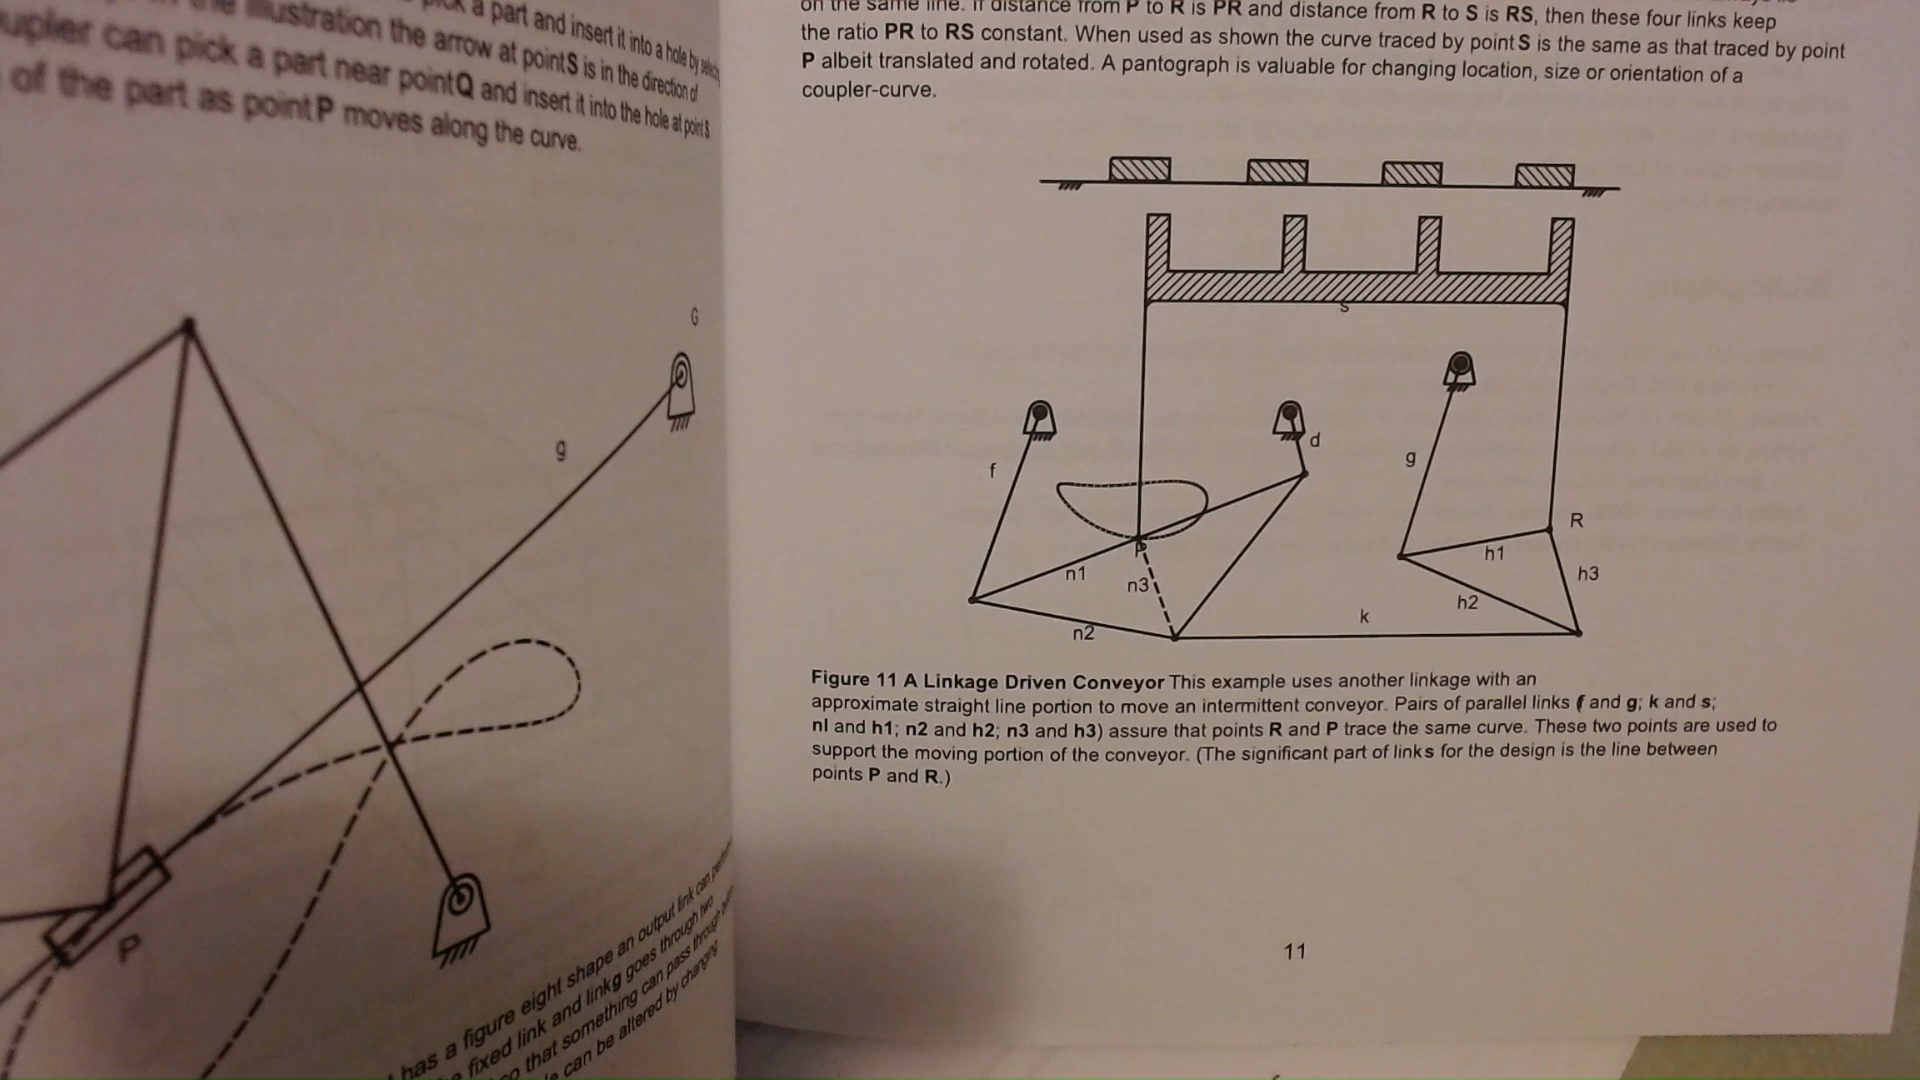 a part and insert it into a hole by
the illustration the arrow at point S is in the direction of
can pick a part near point Q and insert it into the hole at point S
of the part as point P moves along the curve.
G
g
P
has a figure eight shape an output link can
fixed link and link g goes through two
so that something can pass through
can be altered by changing
on the same line. If distance from P to R is PR and distance from R to S is RS, then these four links keep
the ratio PR to RS constant. When used as shown the curve traced by point S is the same as that traced by point
P albeit translated and rotated. A pantograph is valuable for changing location, size or orientation of a
coupler-curve.
S
d
f
g
R
P
h1
n1
n3
h3
h2
k
n2
Figure 11 A Linkage Driven Conveyor This example uses another linkage with an
approximate straight line portion to move an intermittent conveyor. Pairs of parallel links (f and g; k and s;
nl and h1; n2 and h2; n3 and h3) assure that points R and P trace the same curve. These two points are used to
support the moving portion of the conveyor. (The significant part of links for the design is the line between
points P and R.)
11